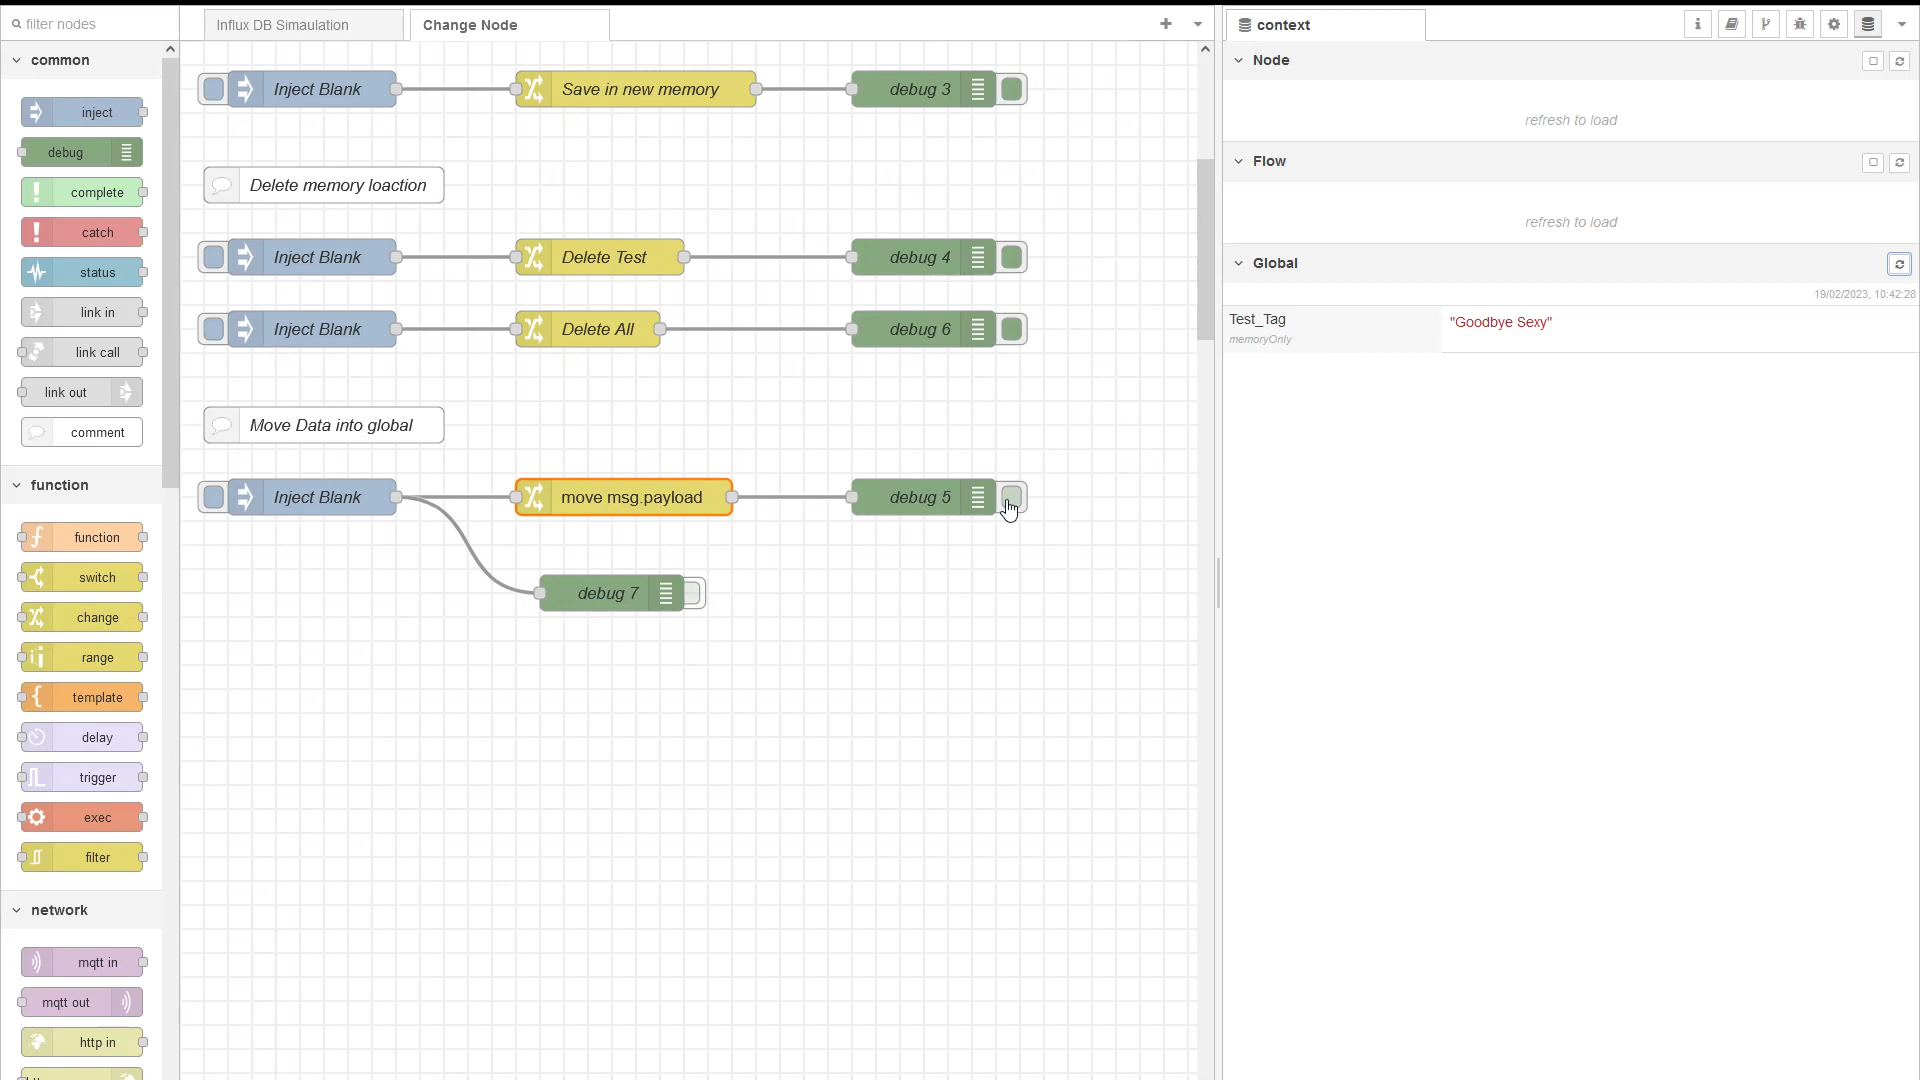 filter nodes
common
inject
debug
complete
catch
status
link in
link call
link out
comment
function
function
switch
change
range
template
delay
trigger
exec
filter
network
mqtt in
mqtt out
http in
Influx DB Simaulation
Change Node
Inject Blank
Save in new memory
debug 3
Delete memory loaction
Inject Blank
Delete Test
debug 4
Inject Blank
Delete All
debug 6
Move Data into global
Inject Blank
move msg.payload
debug 5
debug 7
context
Node
refresh to load
Flow
refresh to load
Global
19/02/2023, 10:42:28
Test_Tag
"Goodbye Sexy"
memoryOnly